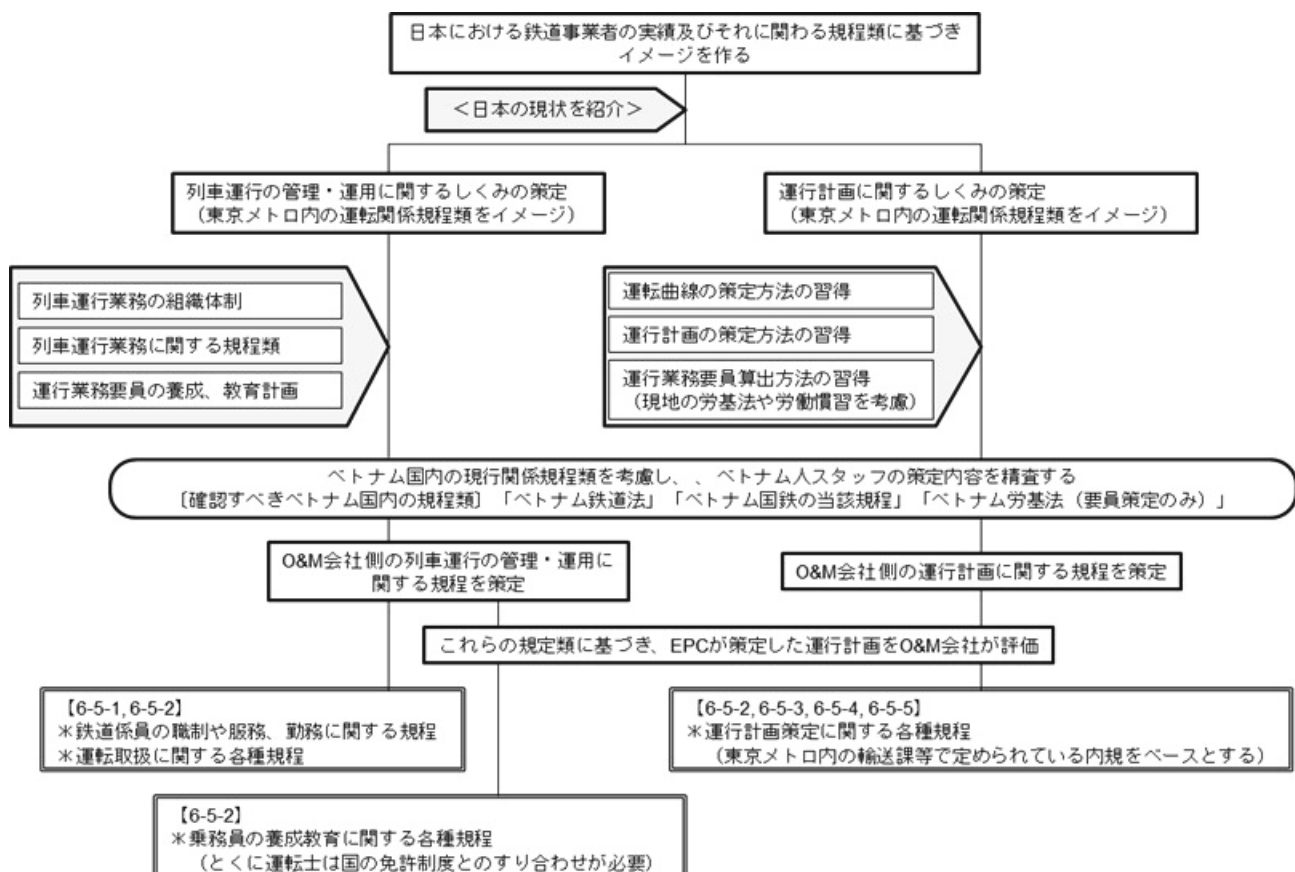 日本における鉄道事業者の実績及びそれに関わる規程類に基づき
イメージを作る
＜日本の現状を紹介＞
列車運行の管理・運用に関するしくみの策定
（東京メトロ内の運転関係規程類をイメージ）
運行計画に関するしくみの策定
（東京メトロ内の運転関係規程類をイメージ）
列車運行業務の組織体制
列車運行業務に関する規程類
運行業務要員の養成、教育計画
運転曲線の策定方法の習得
運行計画の策定方法の習得
運行業務要員算出方法の習得
（現地の労基法や労働慣習を考慮）
ベトナム国内の現行関係規程類を考慮し、、ベトナム人スタッフの策定内容を精査する
〔確認すべきベトナム国内の規程類〕「ベトナム鉄道法」「ベトナム国鉄の当該規程」「ベトナム労基法（要員策定のみ）」
O&M会社側の列車運行の管理・運用に
関する規程を策定
O&M会社側の運行計画に関する規程を策定
これらの規定類に基づき、EPCが策定した運行計画をO&M会社が評価
【6-5-1, 6-5-2】
＊鉄道係員の職制や服務、勤務に関する規程
＊運転取扱に関する各種規程
【6-5-2, 6-5-3, 6-5-4, 6-5-5】
＊運行計画策定に関する各種規程
（東京メトロ内の輸送課等で定められている内規をベースとする）
【6-5-2】
＊乗務員の養成教育に関する各種規程
（とくに運転士は国の免許制度とのすり合わせが必要）